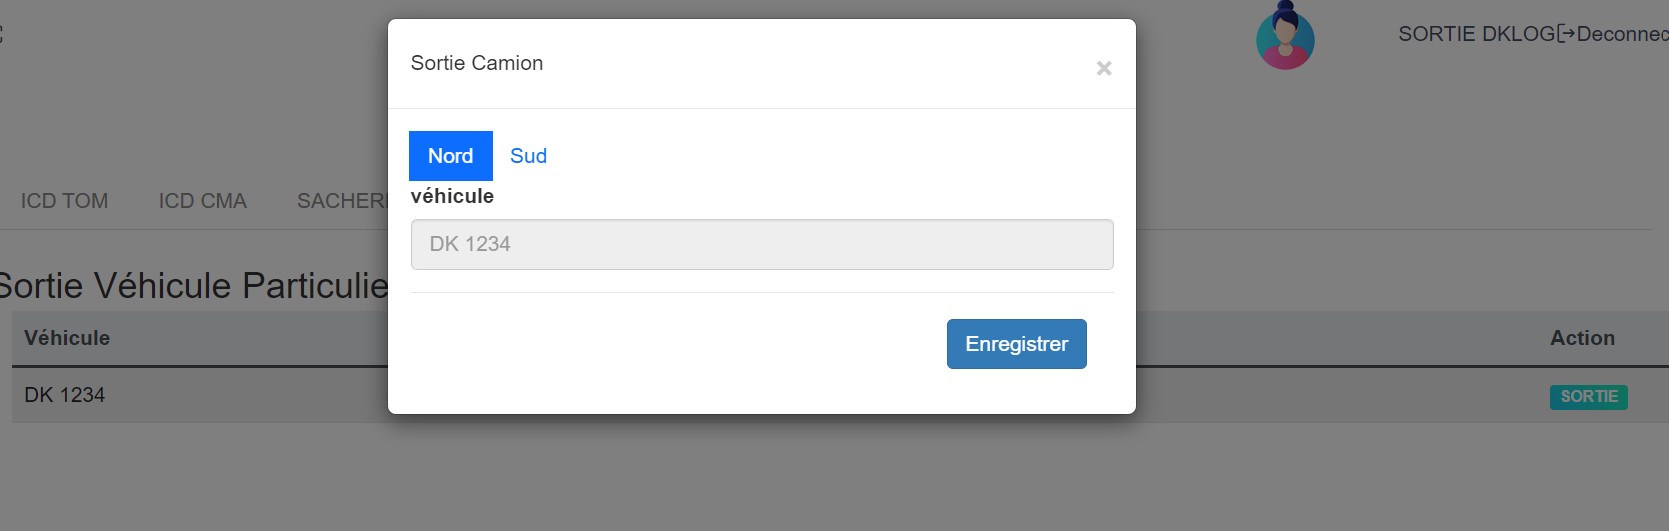 Sortie Camion
×
SORTIE DKLOG Deconnec
Nord Sud
véhicule
DK 1234
Enregistrer
ICD TOM ICD CMA SACHER
Sortie Véhicule Particulie
Véhicule Action
DK 1234 SORTIE